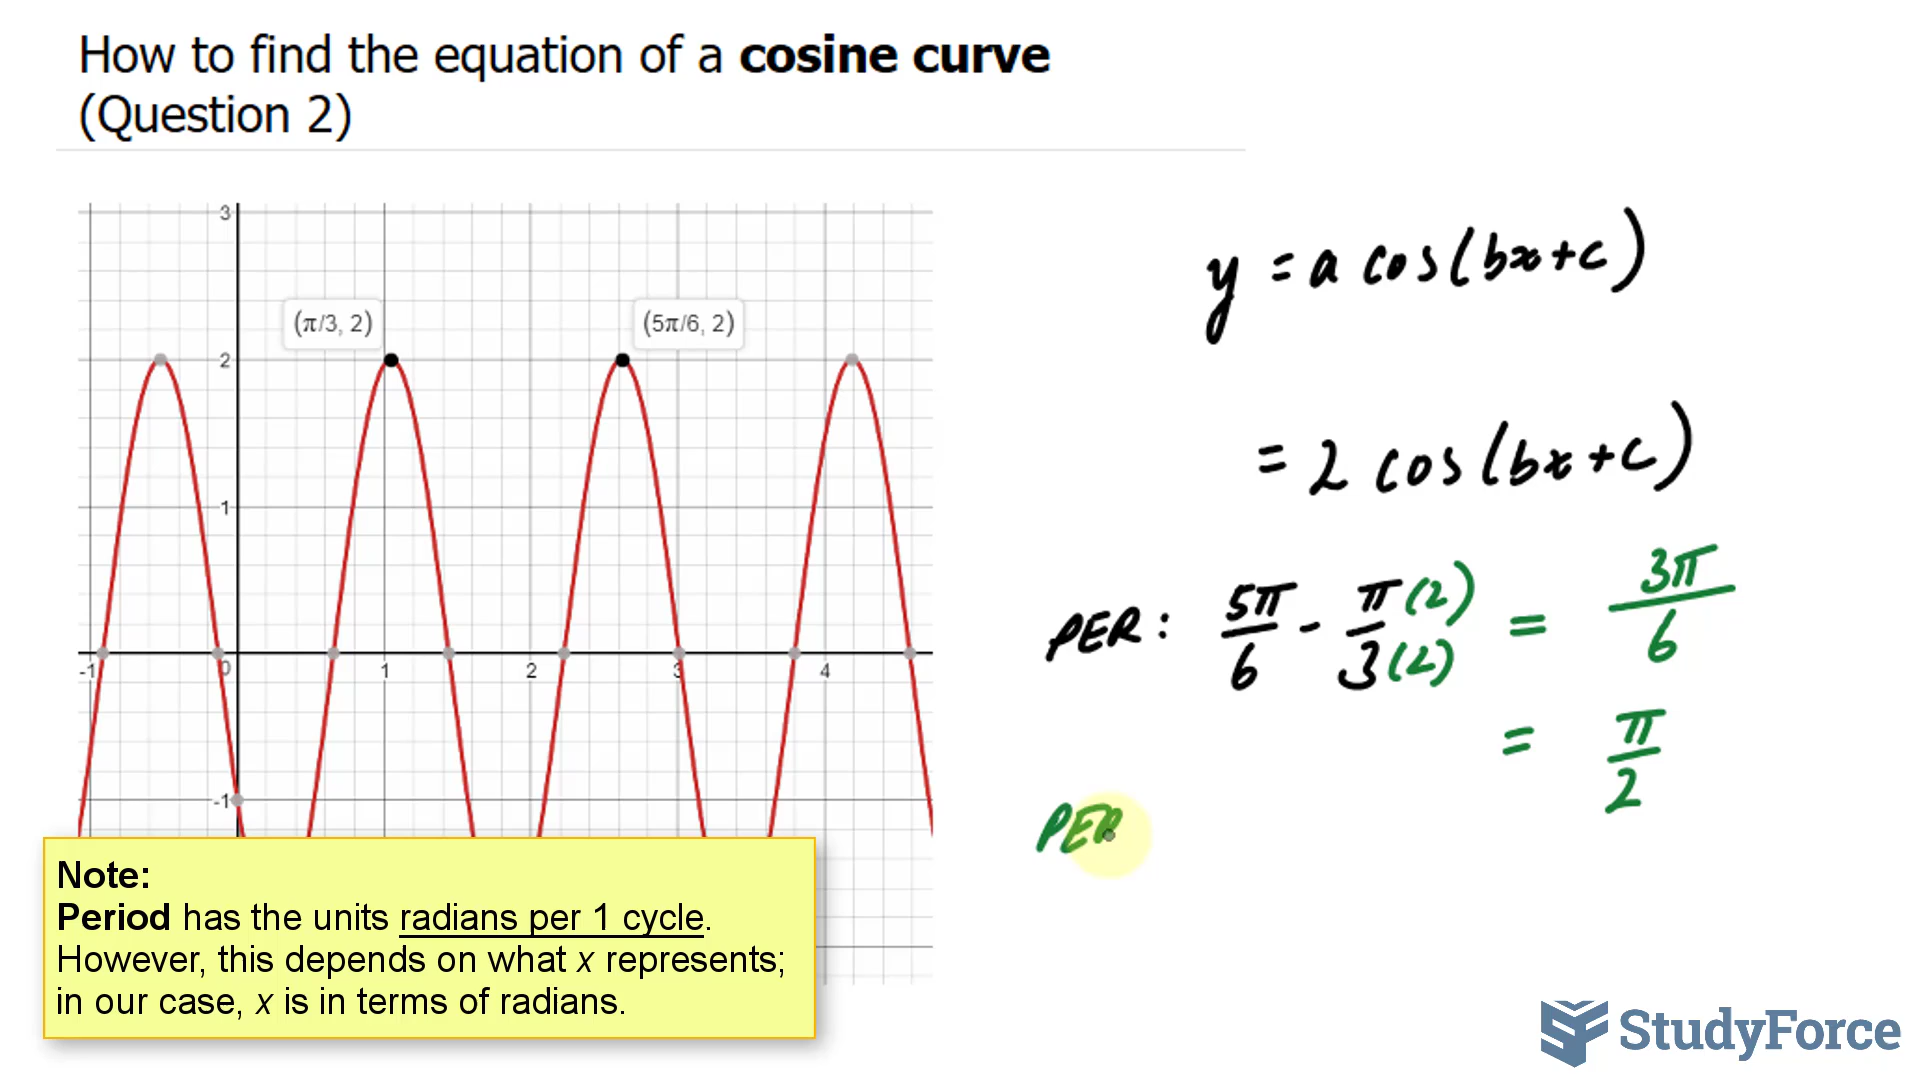 How to find the equation of a cosine curve
(Question 2)
3
(π/3, 2)
(5π/6, 2)
2
1
-1
0
1
2
3
4
-1
y = a cos(bx+c)
= 2 cos(bx+c)
PER: 5π/6 - π(2)/3(2) = 3π/6
= π/2
PER
Note:
Period has the units radians per 1 cycle.
However, this depends on what x represents;
in our case, x is in terms of radians.
StudyForce